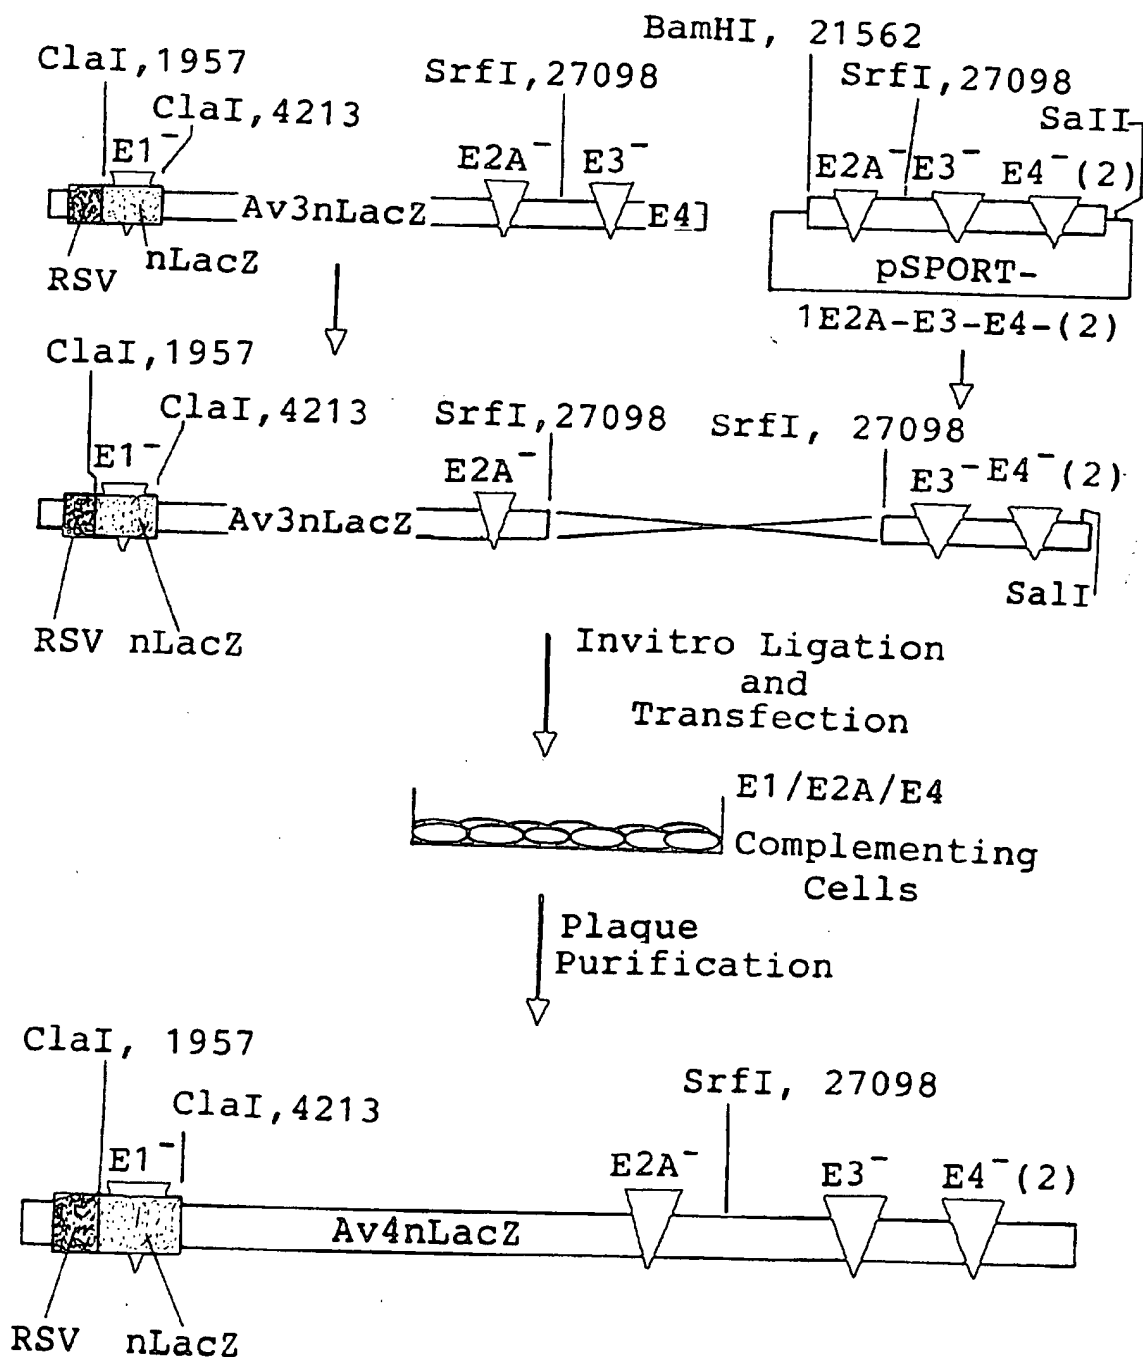 BamHI, 21562
ClaI,1957
SrfI,27098
SrfI,27098
ClaI,4213
SaII
E1⁻
E2A⁻
E3⁻
E2A⁻
E3⁻
E4⁻(2)
Av3nLacZ
E4]
RSV
nLacZ
pSPORT-
1E2A-E3-E4-(2)
ClaI,1957
ClaI,4213
SrfI,27098
SrfI, 27098
E1⁻
E2A⁻
E3⁻
E4⁻(2)
Av3nLacZ
SalI
RSV
nLacZ
Invitro Ligation
and
Transfection
E1/E2A/E4
Complementing
Cells
Plaque
Purification
ClaI, 1957
ClaI,4213
SrfI, 27098
E1⁻
E2A⁻
E3⁻
E4⁻(2)
Av4nLacZ
RSV
nLacZ